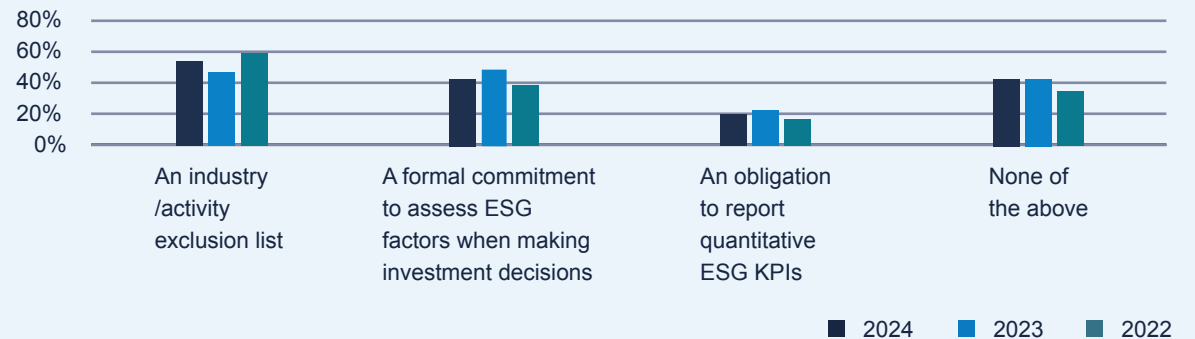 80%
60%
40%
20%
0%
An industry
/activity
exclusion list
A formal commitment
to assess ESG
factors when making
investment decisions
An obligation
to report
quantitative
ESG KPIs
None of
the above
2024
2023
2022